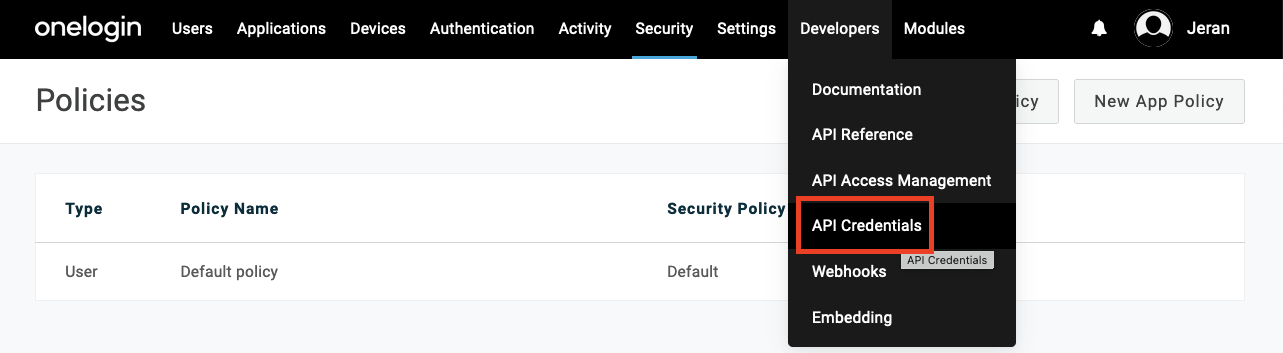 onelogin Users Applications Devices Authentication Activity Security Settings Developers Modules Jeran
Policies
Documentation
API Reference
API Access Management
API Credentials
API Credentials
Webhooks
Embedding
New App Policy
Type Policy Name Security Policy
User Default policy Default